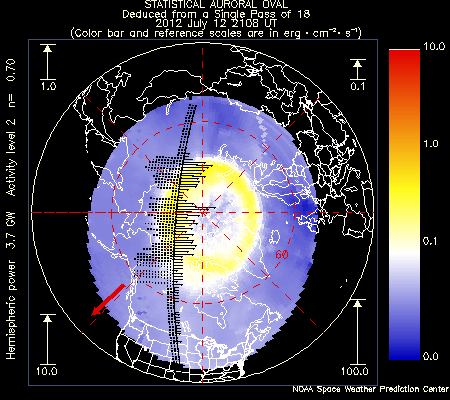 STATISTICAL AURORAL OVAL
Deduced from a Single Pass of 18
2012 July 12 2108 UT
(Color bar and reference scales are in erg · cm⁻² · s⁻¹)
Hemispheric power 3.7 GW Activity level 2 n= 0.70
1.0
0.1
10.0
100.0
60
10.0
1.0
0.1
0.0
NOAA Space Weather Prediction Center